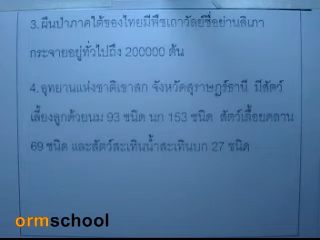 3. ผืนป่าภาคใต้ของไทยมีพืชเถาวัลย์ชื่อย่านลิเภา
กระจายอยู่ทั่วไปถึง 200000 ต้น
4. อุทยานแห่งชาติเขาสก จังหวัดสุราษฎร์ธานี มีสัตว์
เลี้ยงลูกด้วยนม 93 ชนิด นก 153 ชนิด สัตว์เลื้อยคลาน
69 ชนิด และสัตว์สะเทินน้ำสะเทินบก 27 ชนิด
ormschool